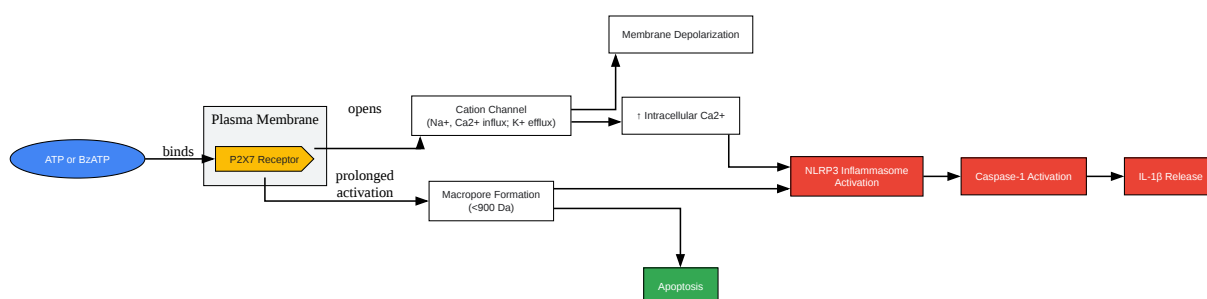 Membrane Depolarization
opens
Cation Channel
(Na+, Ca2+ influx; K+ efflux)
↑ Intracellular Ca2+
Plasma Membrane
ATP or BzATP
binds
P2X7 Receptor
prolonged
activation
Macropore Formation
(<900 Da)
NLRP3 Inflammasome
Activation
Caspase-1 Activation
IL-1β Release
Apoptosis